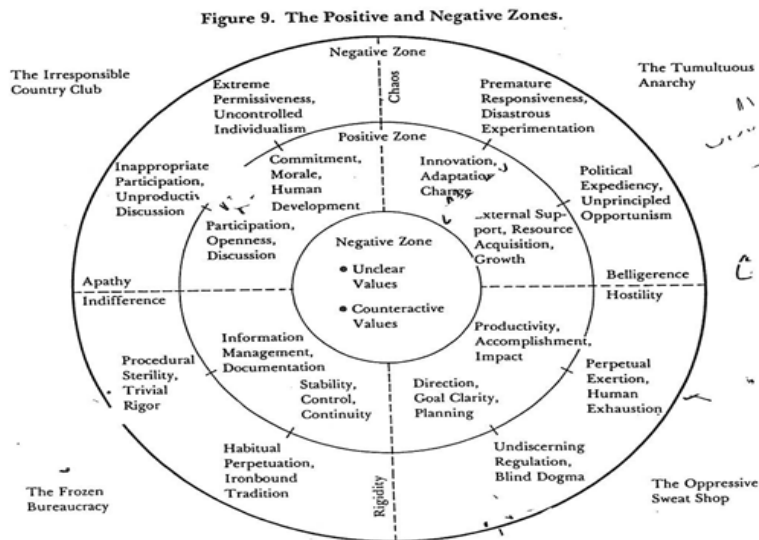 Figure 9. The Positive and Negative Zones.
Negative Zone
The Irresponsible
Country Club
The Tumultuous
Anarchy
Extreme
Permissiveness,
Uncontrolled
Individualism
Chaos
Premature
Responsiveness,
Disastrous
Experimentation
Positive Zone
Inappropriate
Participation,
Unproductiv
Discussion
Commitment,
Morale,
Human
Development
Innovation,
Adaptation,
Change
Political
Expediency,
Unprincipled
Opportunism
Participation,
Openness,
Discussion
External Sup-
port, Resource
Acquisition,
Growth
Negative Zone
• Unclear
Values
• Counteractive
Values
Apathy
Indifference
Belligerence
Hostility
Procedural
Sterility,
Trivial
Rigor
Information
Management,
Documentation
Stability,
Control,
Continuity
Productivity,
Accomplishment,
Impact
Direction,
Goal Clarity,
Planning
Perpetual
Exertion,
Human
Exhaustion
Habitual
Perpetuation,
Ironbound
Tradition
Rigidity
Undiscerning
Regulation,
Blind Dogma
The Frozen
Bureaucracy
The Oppressive
Sweat Shop